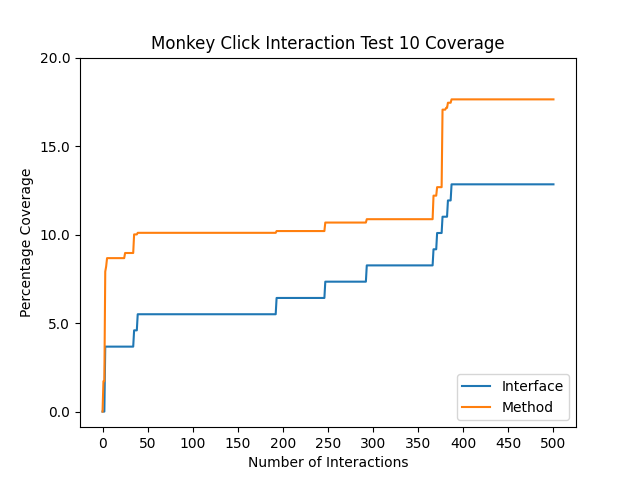 Monkey Click Interaction Test 10 Coverage
20.0
15.0
10.0
5.0
0.0
Percentage Coverage
Interface
Method
0 50 100 150 200 250 300 350 400 450 500
Number of Interactions